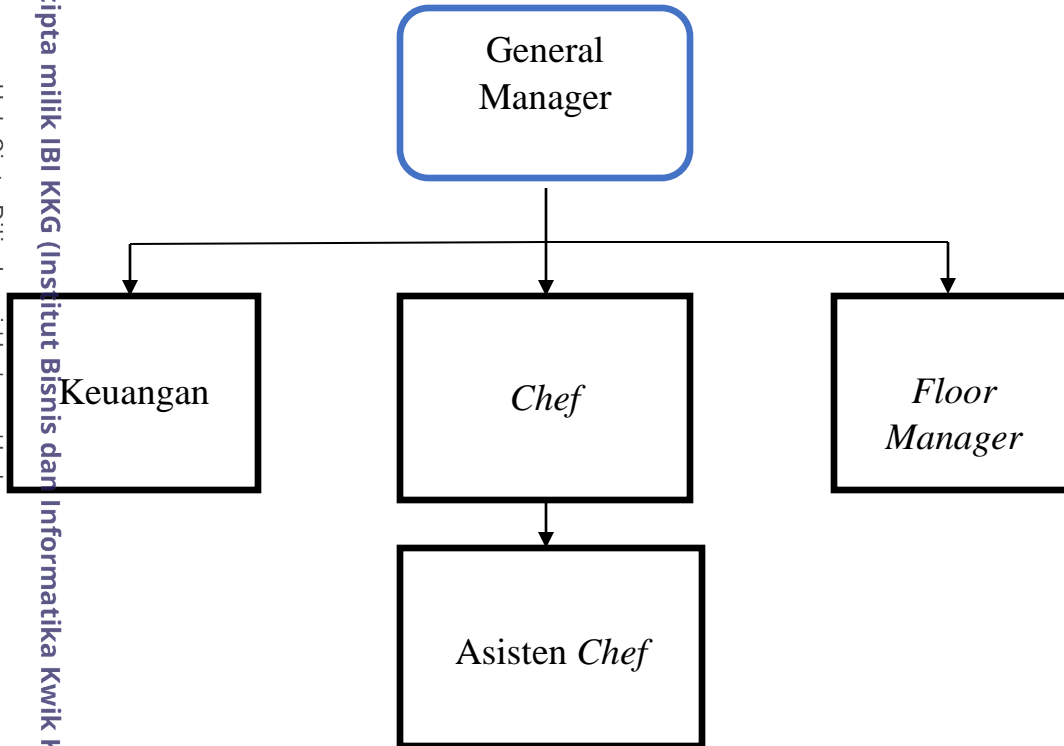 General
Manager
Keuangan
Chef
Floor
Manager
Asisten Chef
cipta milik IBI KKG (Institut Bisnis dan Informatika Kwik